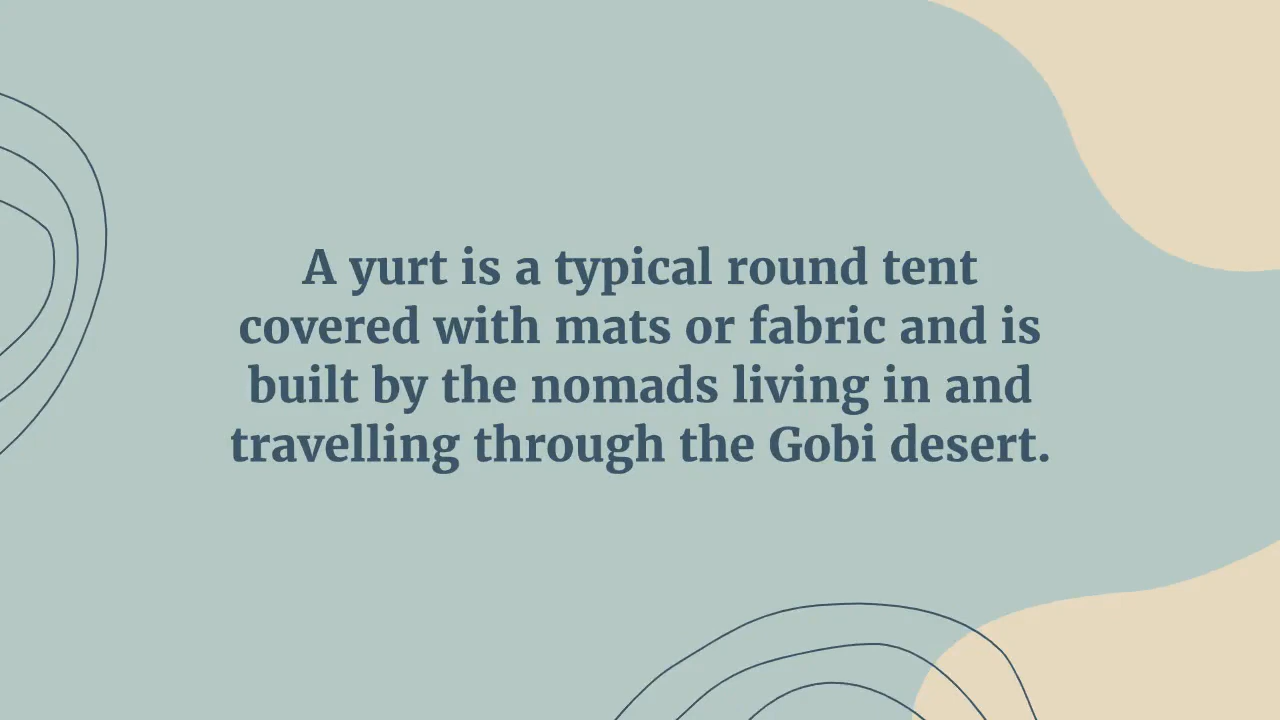 A yurt is a typical round tent
covered with mats or fabric and is
built by the nomads living in and
travelling through the Gobi desert.